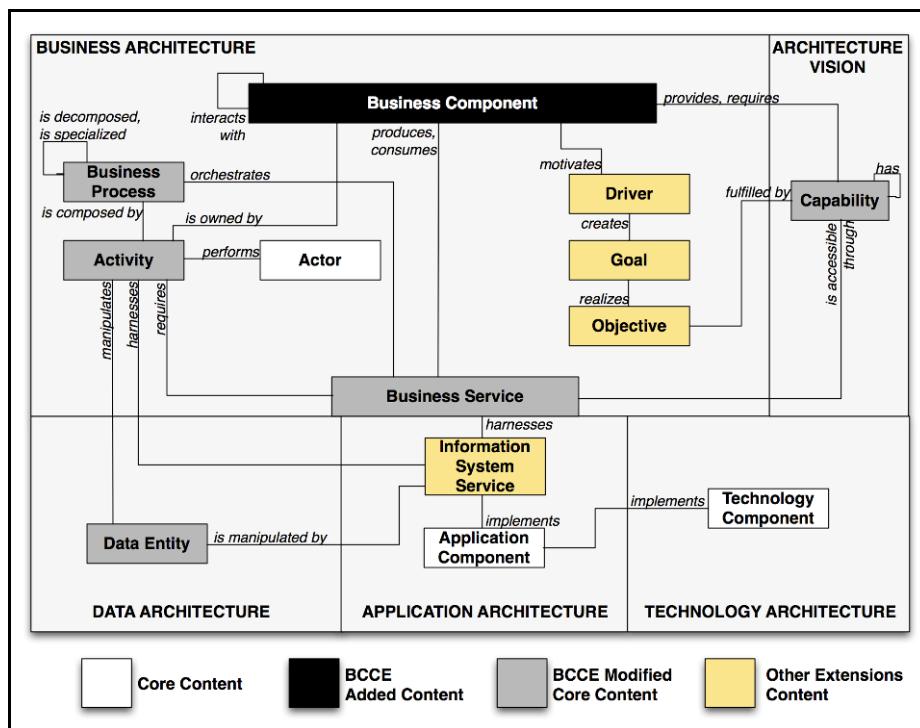 BUSINESS ARCHITECTURE
ARCHITECTURE
VISION
Business Component
provides, requires
interacts
with
produces,
consumes
is decomposed,
is specialized
motivates
has
Business
Process
orchestrates
Driver
fulfilled by
Capability
is composed by
is owned by
creates
Activity
performs
Actor
Goal
is accessible
through
manipulates
harnesses
requires
realizes
Objective
Business Service
harnesses
Information
System
Service
implements
Technology
Component
implements
Data Entity
is manipulated by
Application
Component
DATA ARCHITECTURE
APPLICATION ARCHITECTURE
TECHNOLOGY ARCHITECTURE
Core Content
BCCE
Added Content
BCCE Modified
Core Content
Other Extensions
Content